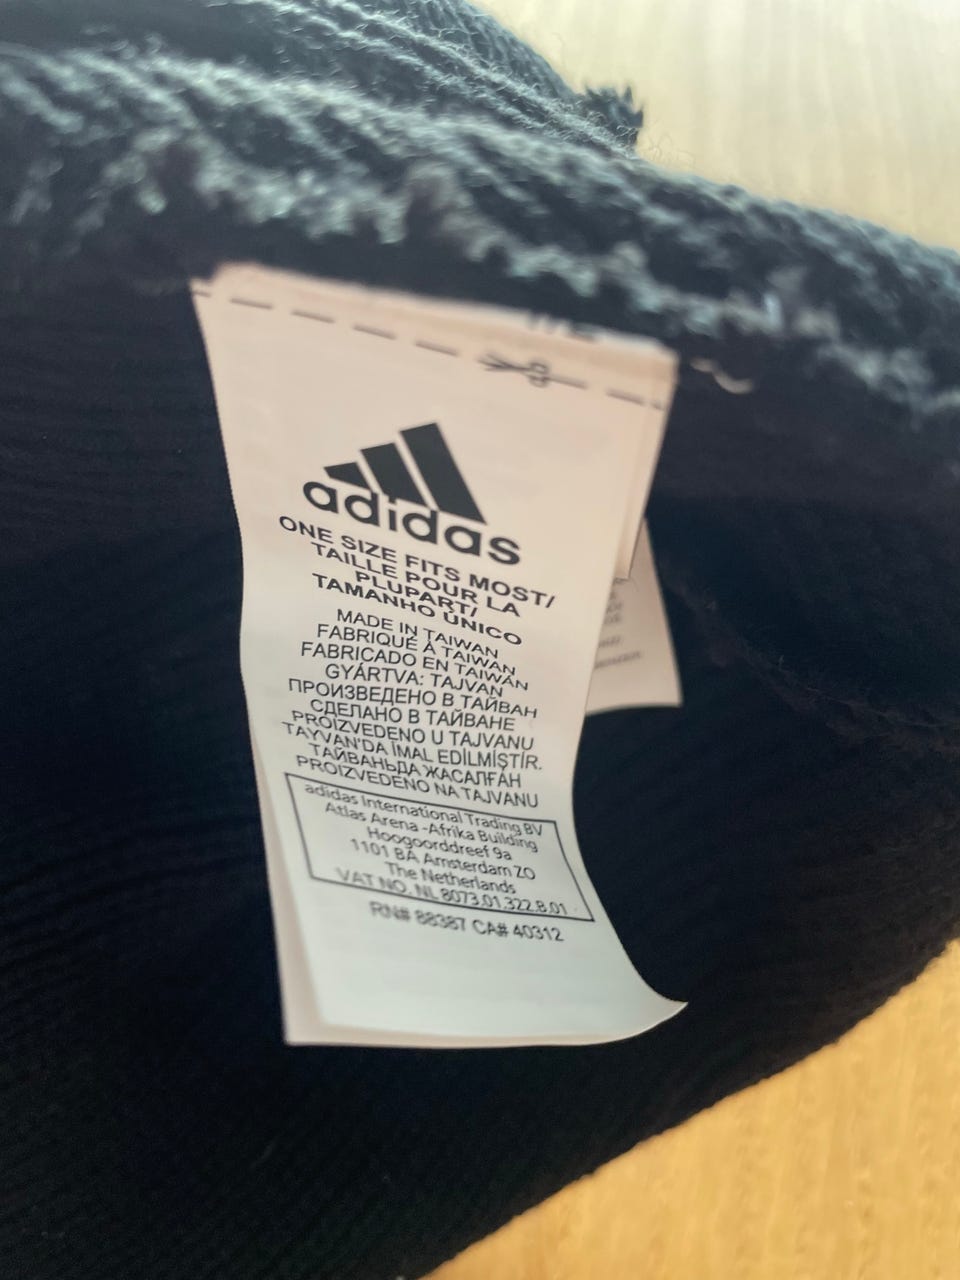 adidas
ONE SIZE FITS MOST/
TAILLE POUR LA
PLUPART/
TAMANHO ÚNICO
MADE IN TAIWAN
FABRIQUÉ À TAIWAN
FABRICADO EN TAIWÁN
GYÁRTVA: TAJVAN
ПРОИЗВЕДЕНО В ТАЙВАН
СДЕЛАНО В ТАЙВАНЕ
PROIZVEDENO U TAJVANU
TAYVAN'DA İMAL EDİLMİŞTİR.
ТАЙВАНЬДА ЖАСАЛҒАН
PROIZVEDENO NA TAJVANU
adidas International Trading BV
Atlas Arena -Afrika Building
Hoogoorddreef 9a
1101 BA Amsterdam ZO
The Netherlands
VAT NO. NL 8073.01.322.B.01
RN# 88387 CA# 40312